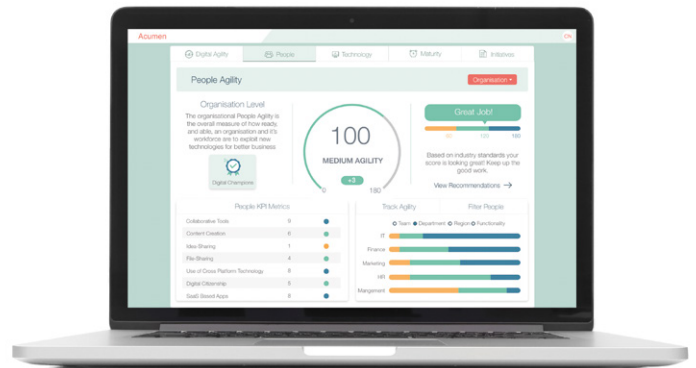 Acumen
Digital Agility
People
Technology
Maturity
Initiatives
People Agility
Organisation
Organisation Level
The organisational People Agility is
the overall measure of how ready,
and able, an organisation and it's
workforce are to exploit new
technologies for better business
Digital Champions
100
MEDIUM AGILITY
+3
0
180
Great Job!
100
180
Based on industry standards your
score is looking great! Keep up the
good work.
View Recommendations →
People KPI Metrics
Collaborative Tools 9
Content Creation 6
Idea Sharing 1
File Sharing 4
Use of Cross Platform Technology 8
Digital Citizenship 5
SaaS Based Apps 8
Track Agility
Filter People
Team Department Region Functionality
IT
Finance
Marketing
HR
Mangement